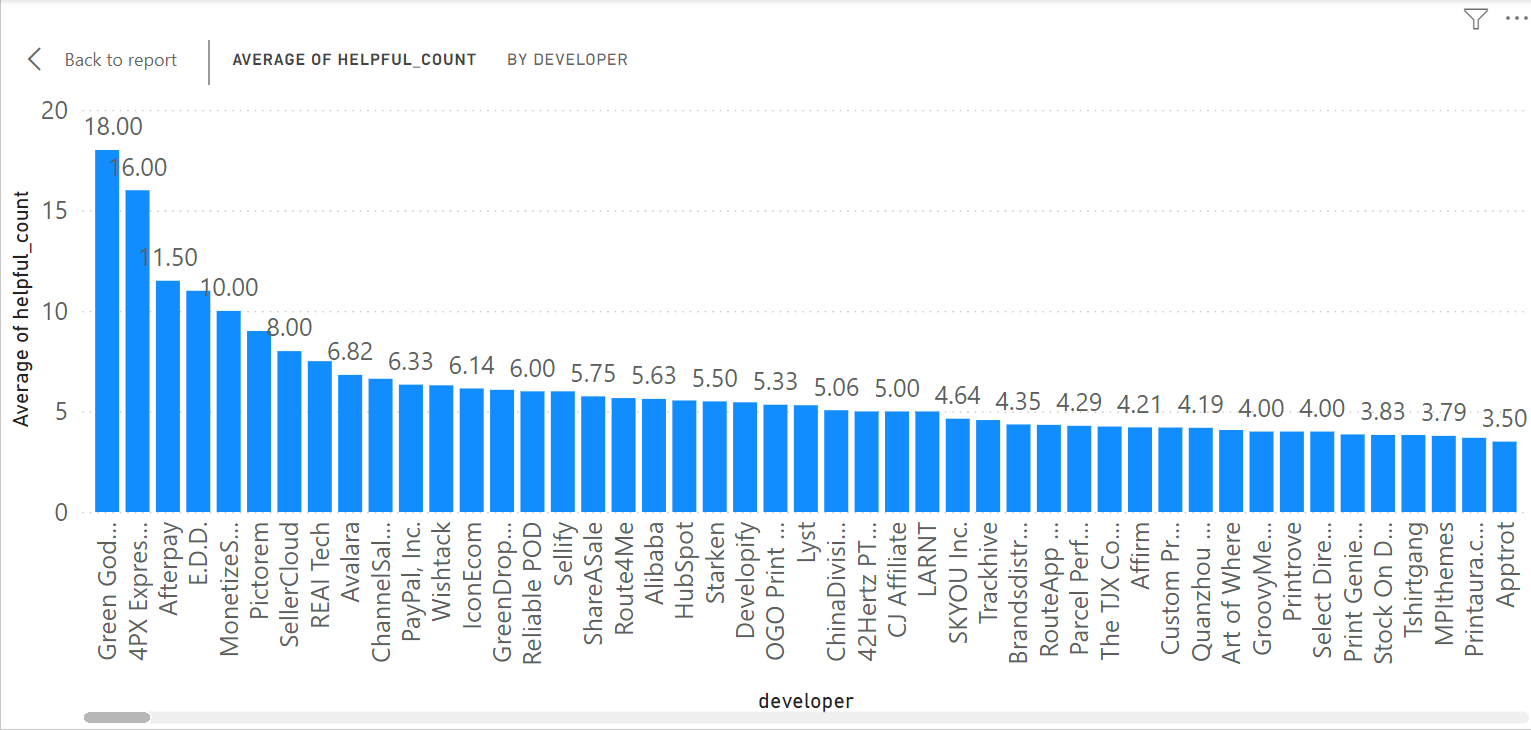 Back to report
AVERAGE OF HELPFUL_COUNT
BY DEVELOPER
Average of helpful_count
20
15
10
5
0
18.00
16.00
11.50
10.00
8.00
6.82
6.33
6.14
6.00
5.75
5.63
5.50
5.33
5.06
5.00
4.64
4.35
4.29
4.21
4.19
4.00
4.00
3.83
3.79
3.50
Green God...
4PX Expres...
Afterpay
E.D.D.
MonetizeS...
Pictorem
SellerCloud
REAl Tech
Avalara
ChannelSal...
PayPal, Inc.
Wishtack
IconEcom
GreenDrop...
Reliable POD
Sellify
ShareASale
Route4Me
Alibaba
HubSpot
Starken
Developify
OGO Print ...
Lyst
ChinaDivisi...
42Hertz PT...
CJ Affiliate
LARNT
SKYOU Inc.
Trackhive
Brandsdistr...
RouteApp ...
Parcel Perf...
The TJX Co...
Affirm
Custom Pr...
Quanzhou ...
Art of Where
GroovyMe...
Printrove
Select Dire...
Print Genie...
Stock On D...
Tshirtgang
MPIthemes
Printaura.c...
Apptrot
developer